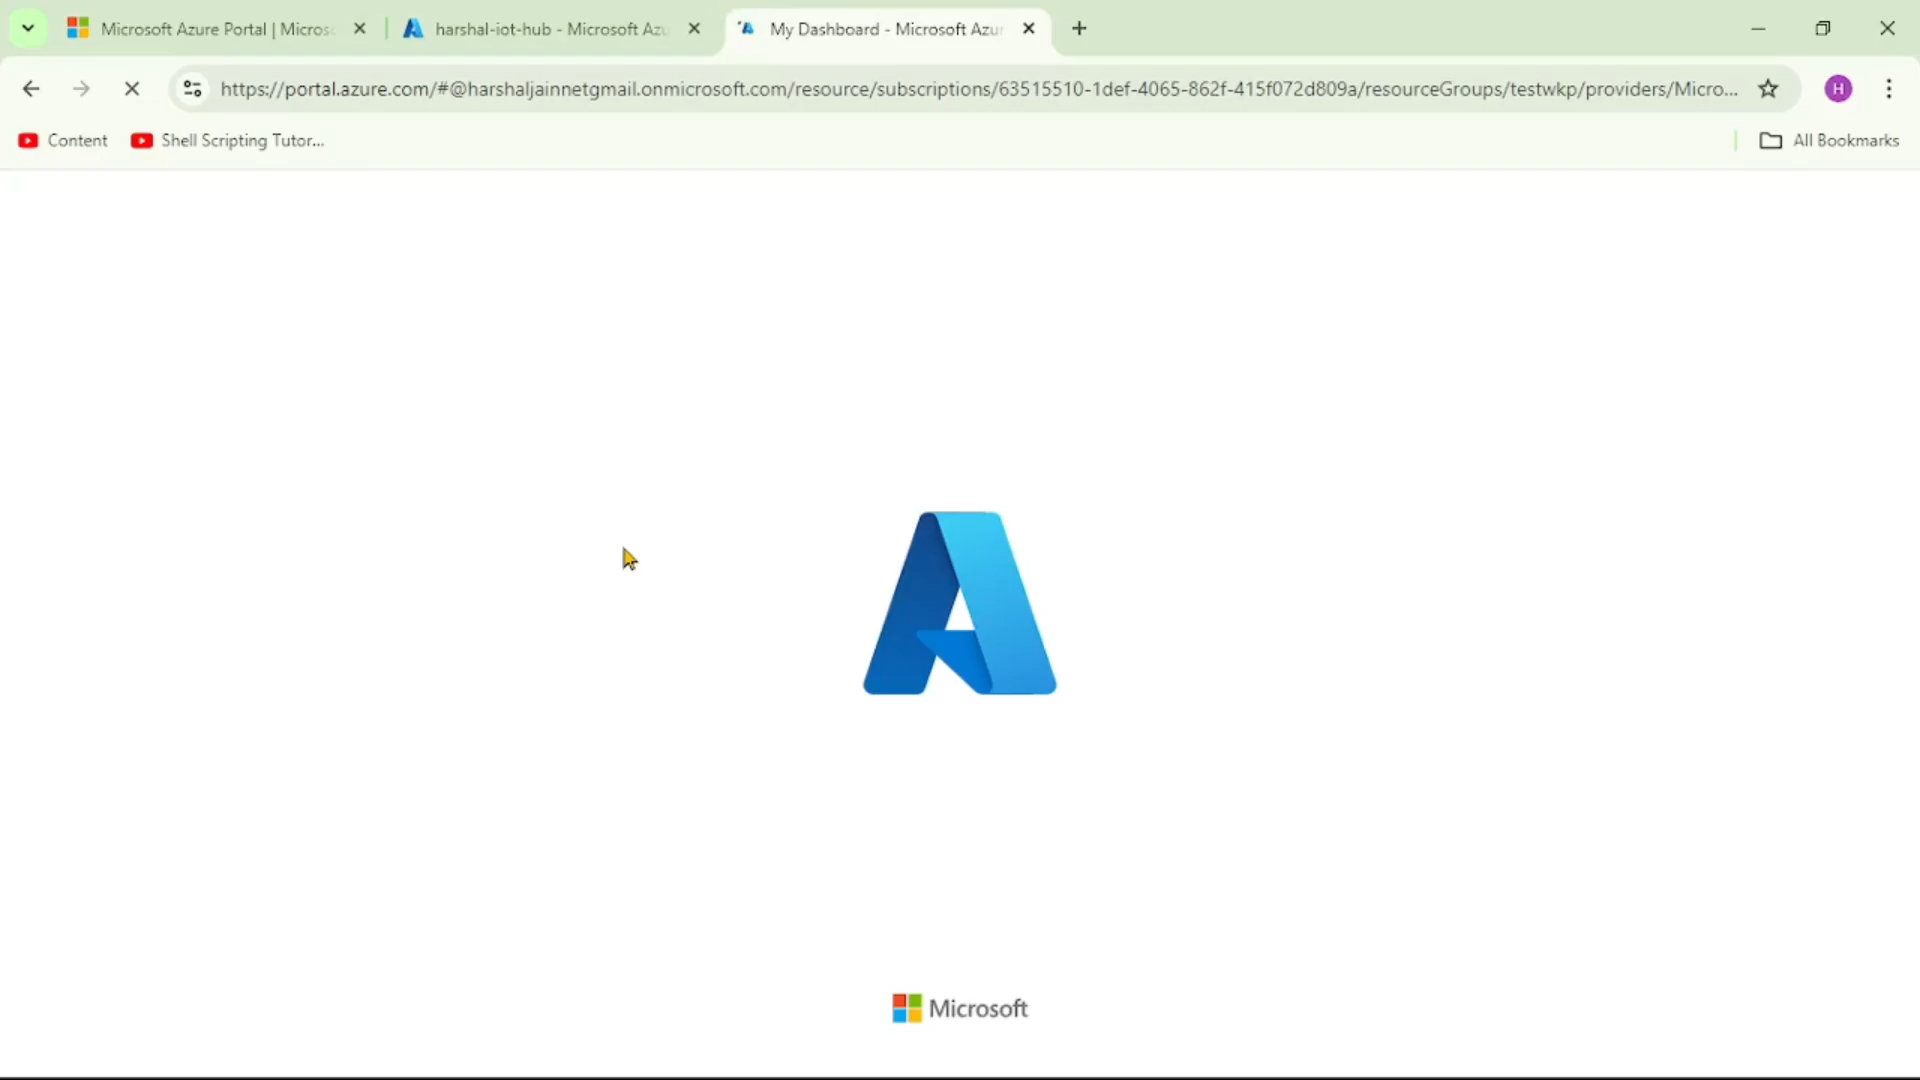 Microsoft Azure Portal | Micros
harshal-iot-hub - Microsoft Azu
My Dashboard - Microsoft Azur
https://portal.azure.com/#@harshaljainnetgmail.onmicrosoft.com/resource/subscriptions/63515510-1def-4065-862f-415f072d809a/resourceGroups/testwkp/providers/Micro...
H
Content
Shell Scripting Tutor...
All Bookmarks
Microsoft